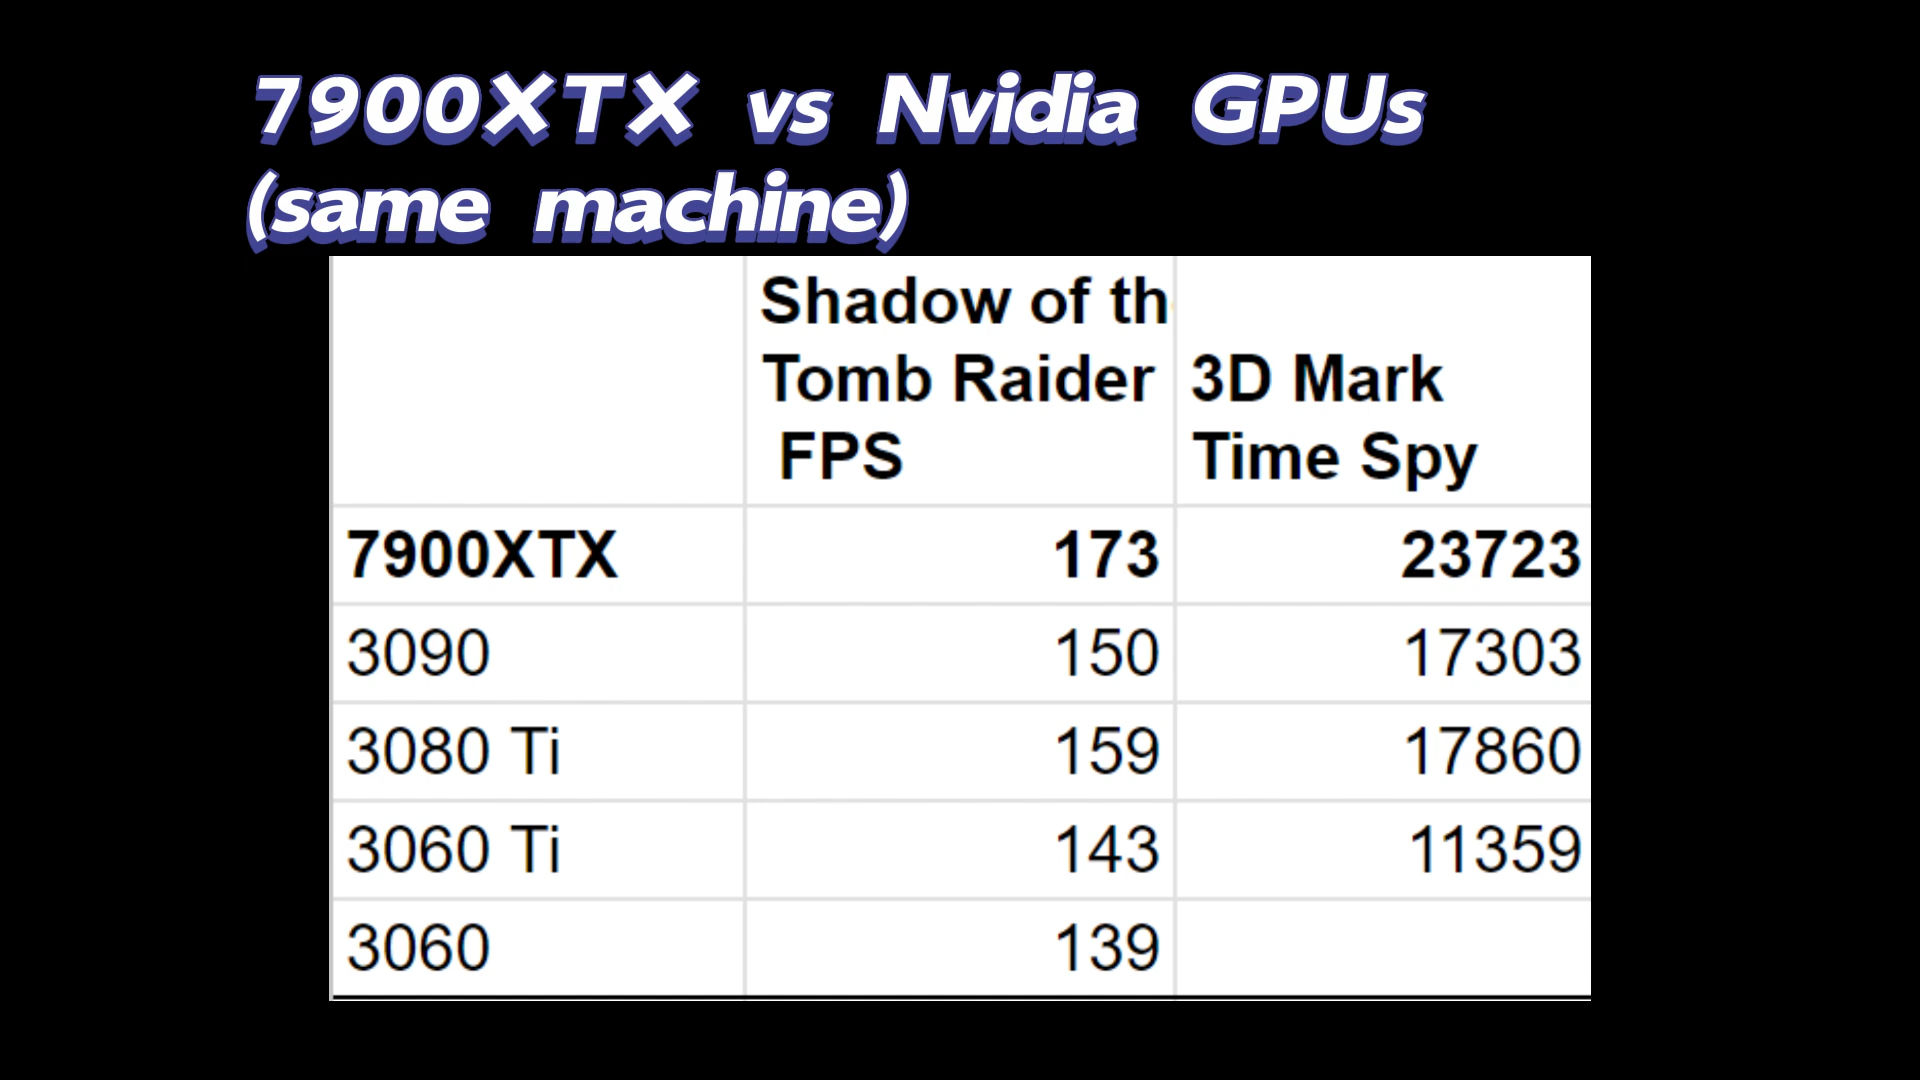 7900XTX vs Nvidia GPUs
(same machine)
Shadow of th
Tomb Raider
FPS
3D Mark
Time Spy
7900XTX 173 23723
3090 150 17303
3080 Ti 159 17860
3060 Ti 143 11359
3060 139